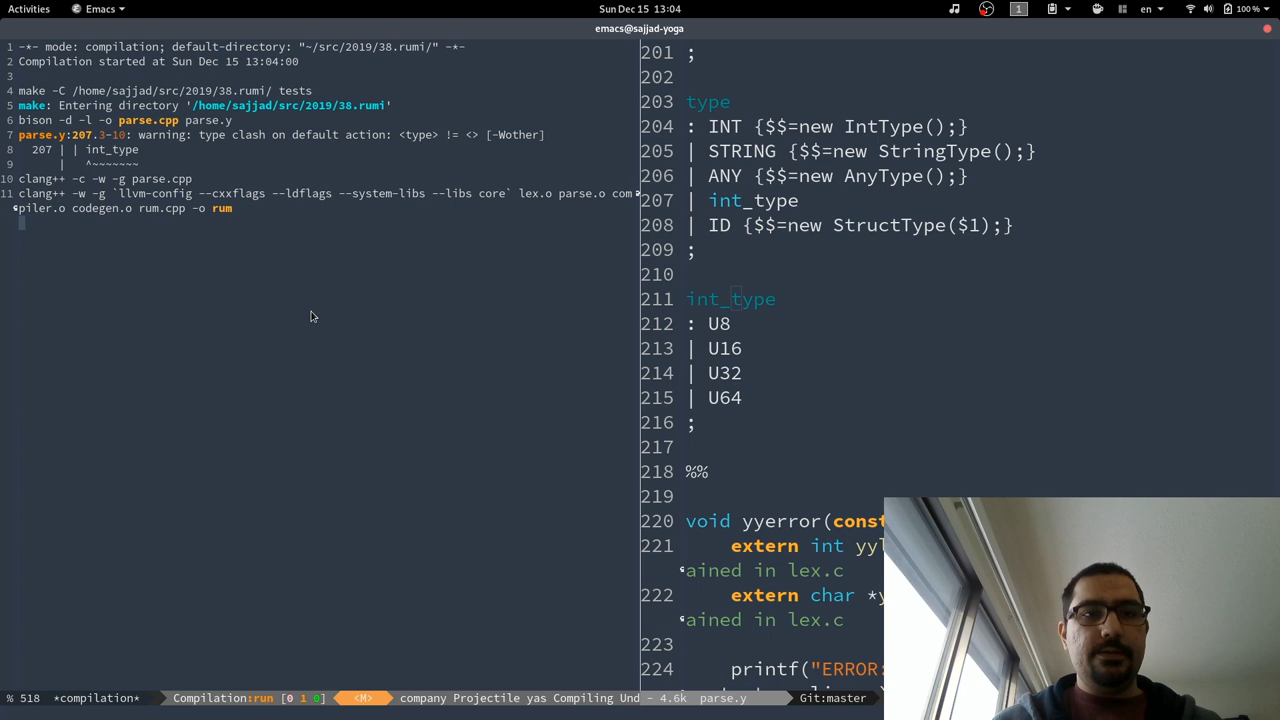 Activities Emacs Sun Dec 15 13:04 1 en 100 %
emacs@sajjad-yoga
1 -*- mode: compilation; default-directory: "~/src/2019/38.rumi/" -*-
2 Compilation started at Sun Dec 15 13:04:00
3
4 make -C /home/sajjad/src/2019/38.rumi/ tests
5 make: Entering directory '/home/sajjad/src/2019/38.rumi'
6 bison -d -l -o parse.cpp parse.y
7 parse.y:207.3-10: warning: type clash on default action: <type> != <> [-Wother]
8 207 | | int_type
9 | ^~~~~~~~
10 clang++ -c -w -g parse.cpp
11 clang++ -w -g `llvm-config --cxxflags --ldflags --system-libs --libs core` lex.o parse.o com
piler.o codegen.o rum.cpp -o rum
% 518 *compilation* Compilation:run [0 1 0] <M> company Projectile yas Compiling Und
201 ;
202
203 type
204 : INT {$$=new IntType();}
205 | STRING {$$=new StringType();}
206 | ANY {$$=new AnyType();}
207 | int_type
208 | ID {$$=new StructType($1);}
209 ;
210
211 int_type
212 : U8
213 | U16
214 | U32
215 | U64
216 ;
217
218 %%
219
220 void yyerror(cons
221 extern int yyl
ained in lex.c
222 extern char *y
ained in lex.c
223
224 printf("ERROR:
- 4.6k parse.y Git:master